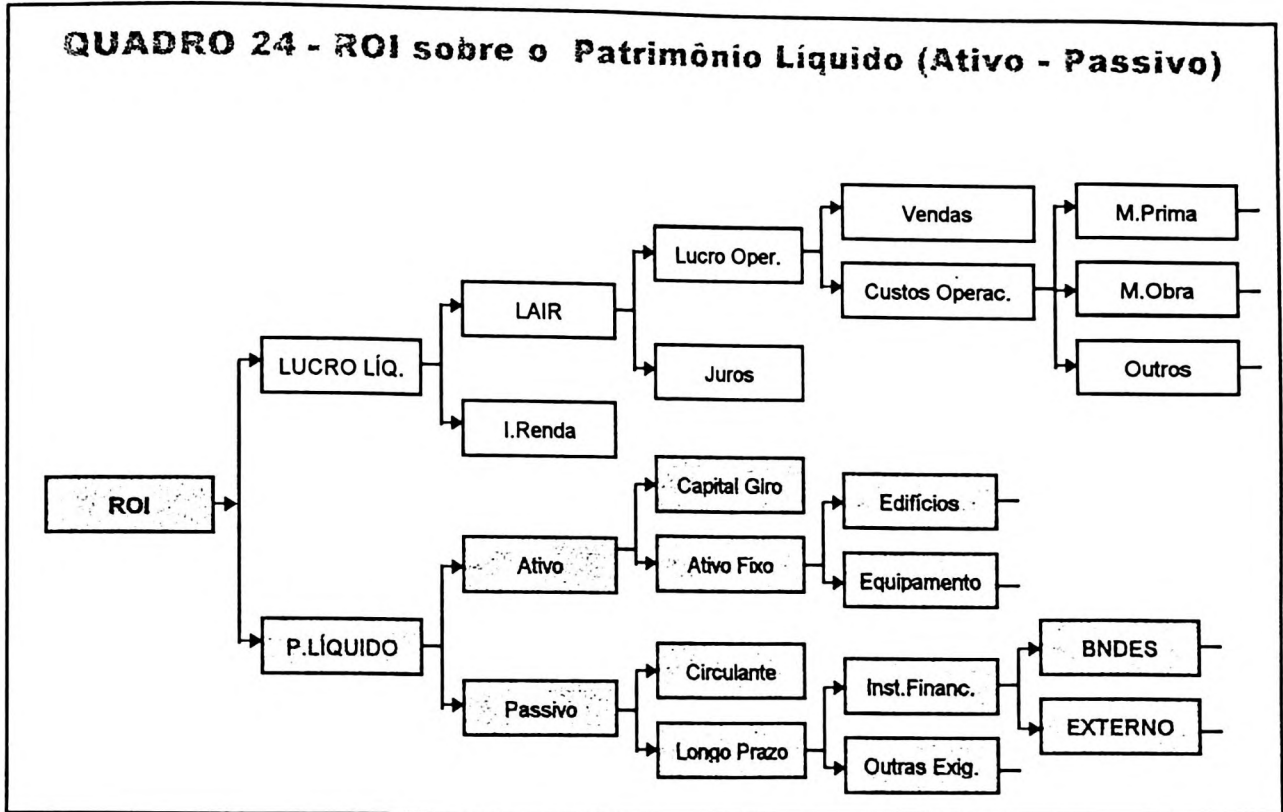 QUADRO 24 - ROI sobre o Patrimônio Líquido (Ativo - Passivo)
Vendas
M.Prima
Lucro Oper.
Custos Operac.
M.Obra
LAIR
LUCRO LÍQ.
Juros
Outros
I.Renda
ROI
Capital Giro
Edifícios
Ativo
Ativo Fixo
Equipamento
P.LÍQUIDO
Circulante
BNDES
Passivo
Inst.Financ.
Longo Prazo
EXTERNO
Outras Exig.